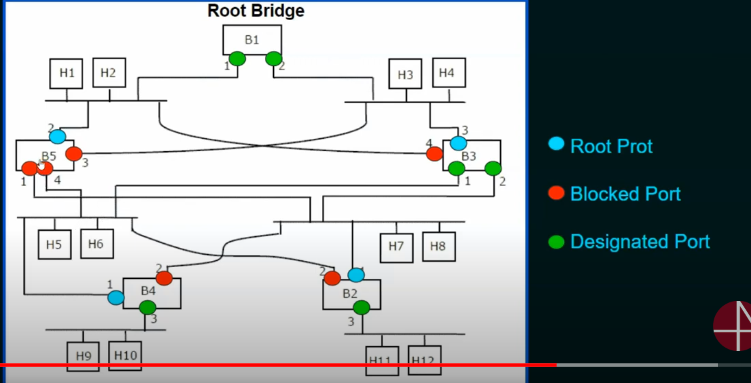 Root Bridge
B1
1 2
H1 H2 H3 H4
2 3
B5 3 4 B3
1 4 1 2
H5 H6 H7 H8
1 2 B4 2 B2
3 3
H9 H10 H11 H12
Root Prot
Blocked Port
Designated Port